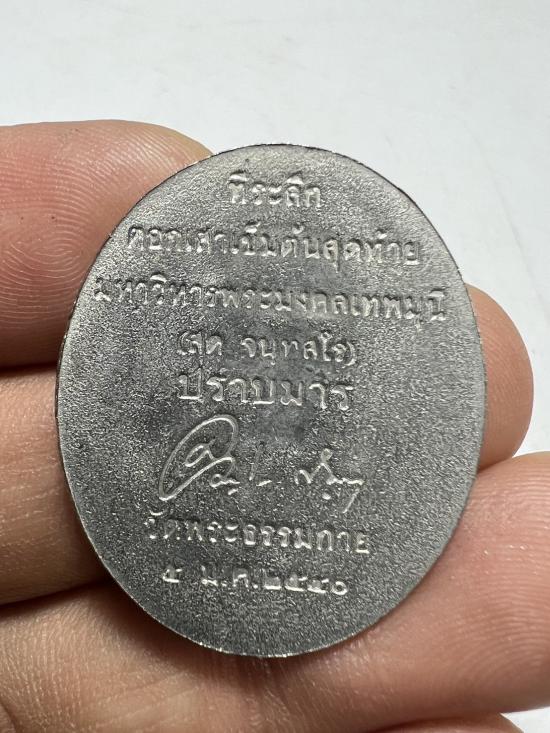 ที่ระลึก
ตอกเสาเข็มต้นสุดท้าย
มหาวิหารพระมงคลเทพมุนี
(สด จนฺทสโร)
ปราบมาร
วัดพระธรรมกาย
๕ ม.ค.๒๕๔๐